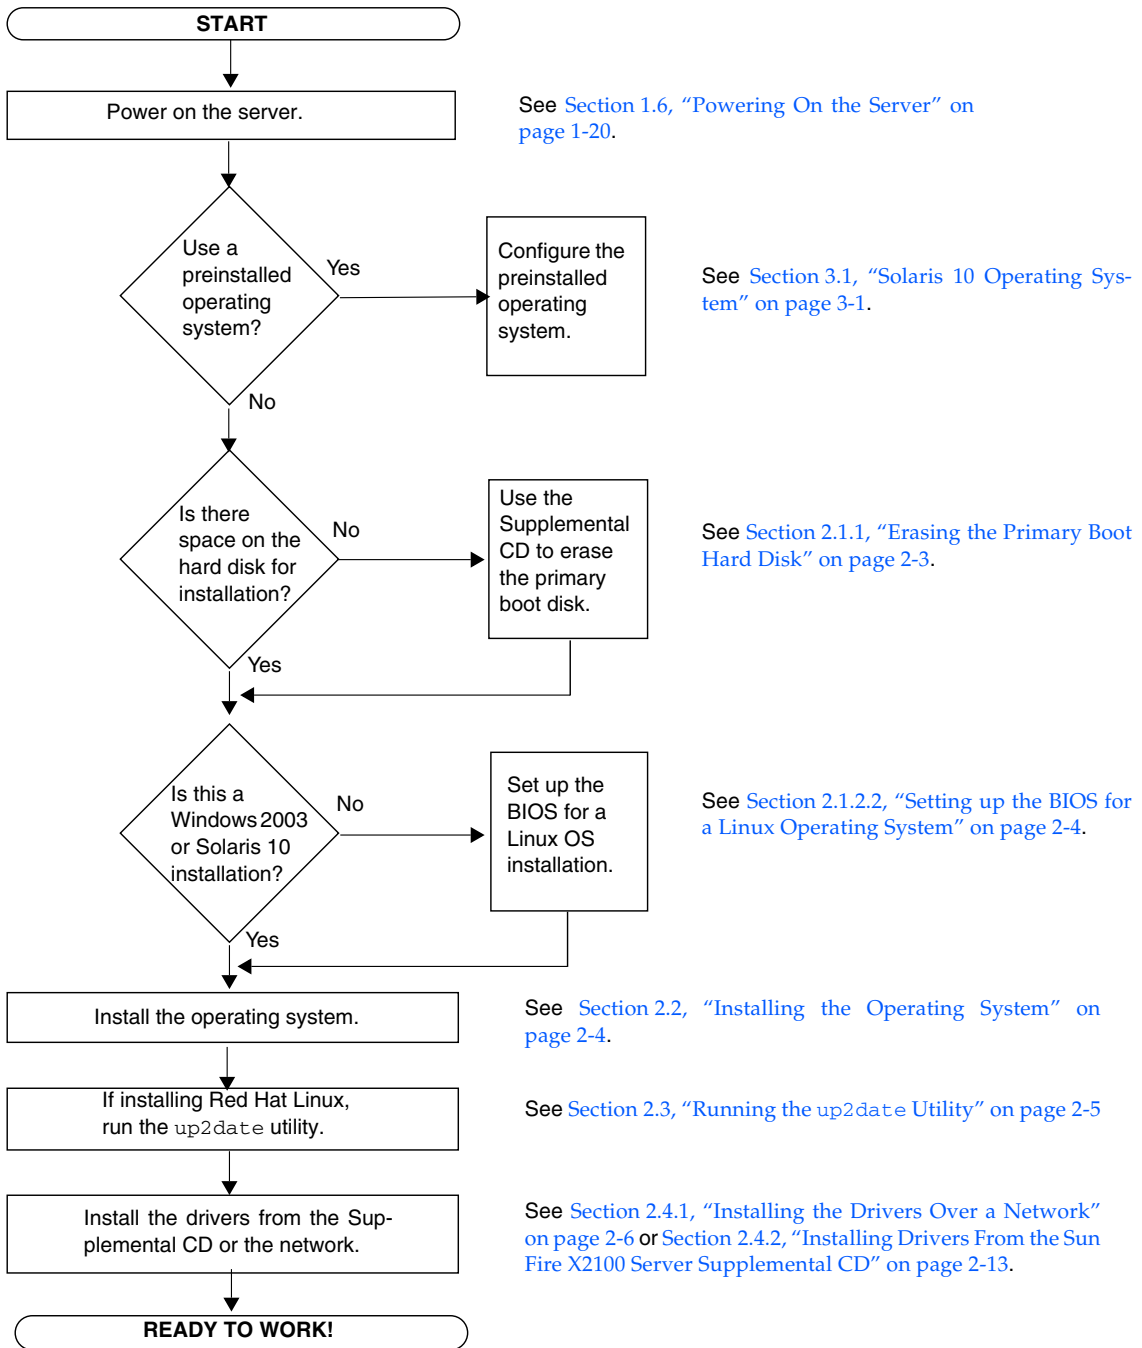 START
Power on the server.
See Section 1.6, “Powering On the Server” on
page 1-20.
Use a
preinstalled
operating
system?
Yes
No
Configure the
preinstalled
operating
system.
See Section 3.1, “Solaris 10 Operating Sys-
tem” on page 3-1.
Is there
space on the
hard disk for
installation?
No
Yes
Use the
Supplemental
CD to erase
the primary
boot disk.
See Section 2.1.1, “Erasing the Primary Boot
Hard Disk” on page 2-3.
Is this a
Windows 2003
or Solaris 10
installation?
No
Yes
Set up the
BIOS for a
Linux OS
installation.
See Section 2.1.2.2, “Setting up the BIOS for
a Linux Operating System” on page 2-4.
Install the operating system.
See Section 2.2, “Installing the Operating System” on
page 2-4.
If installing Red Hat Linux,
run the up2date utility.
See Section 2.3, “Running the up2date Utility” on page 2-5
Install the drivers from the Sup-
plemental CD or the network.
See Section 2.4.1, “Installing the Drivers Over a Network”
on page 2-6 or Section 2.4.2, “Installing Drivers From the Sun
Fire X2100 Server Supplemental CD” on page 2-13.
READY TO WORK!